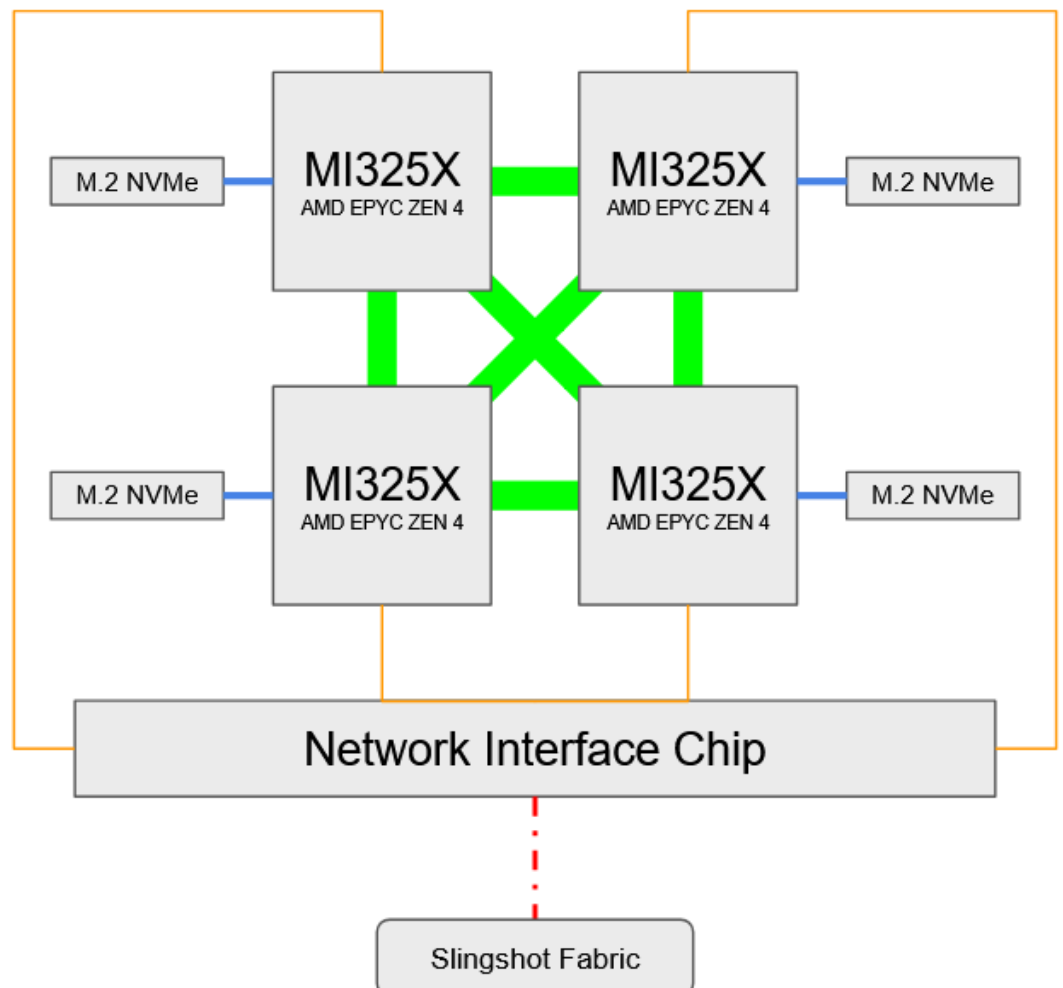 MI325X
AMD EPYC ZEN 4
MI325X
AMD EPYC ZEN 4
M.2 NVMe
M.2 NVMe
MI325X
AMD EPYC ZEN 4
MI325X
AMD EPYC ZEN 4
M.2 NVMe
M.2 NVMe
Network Interface Chip
Slingshot Fabric